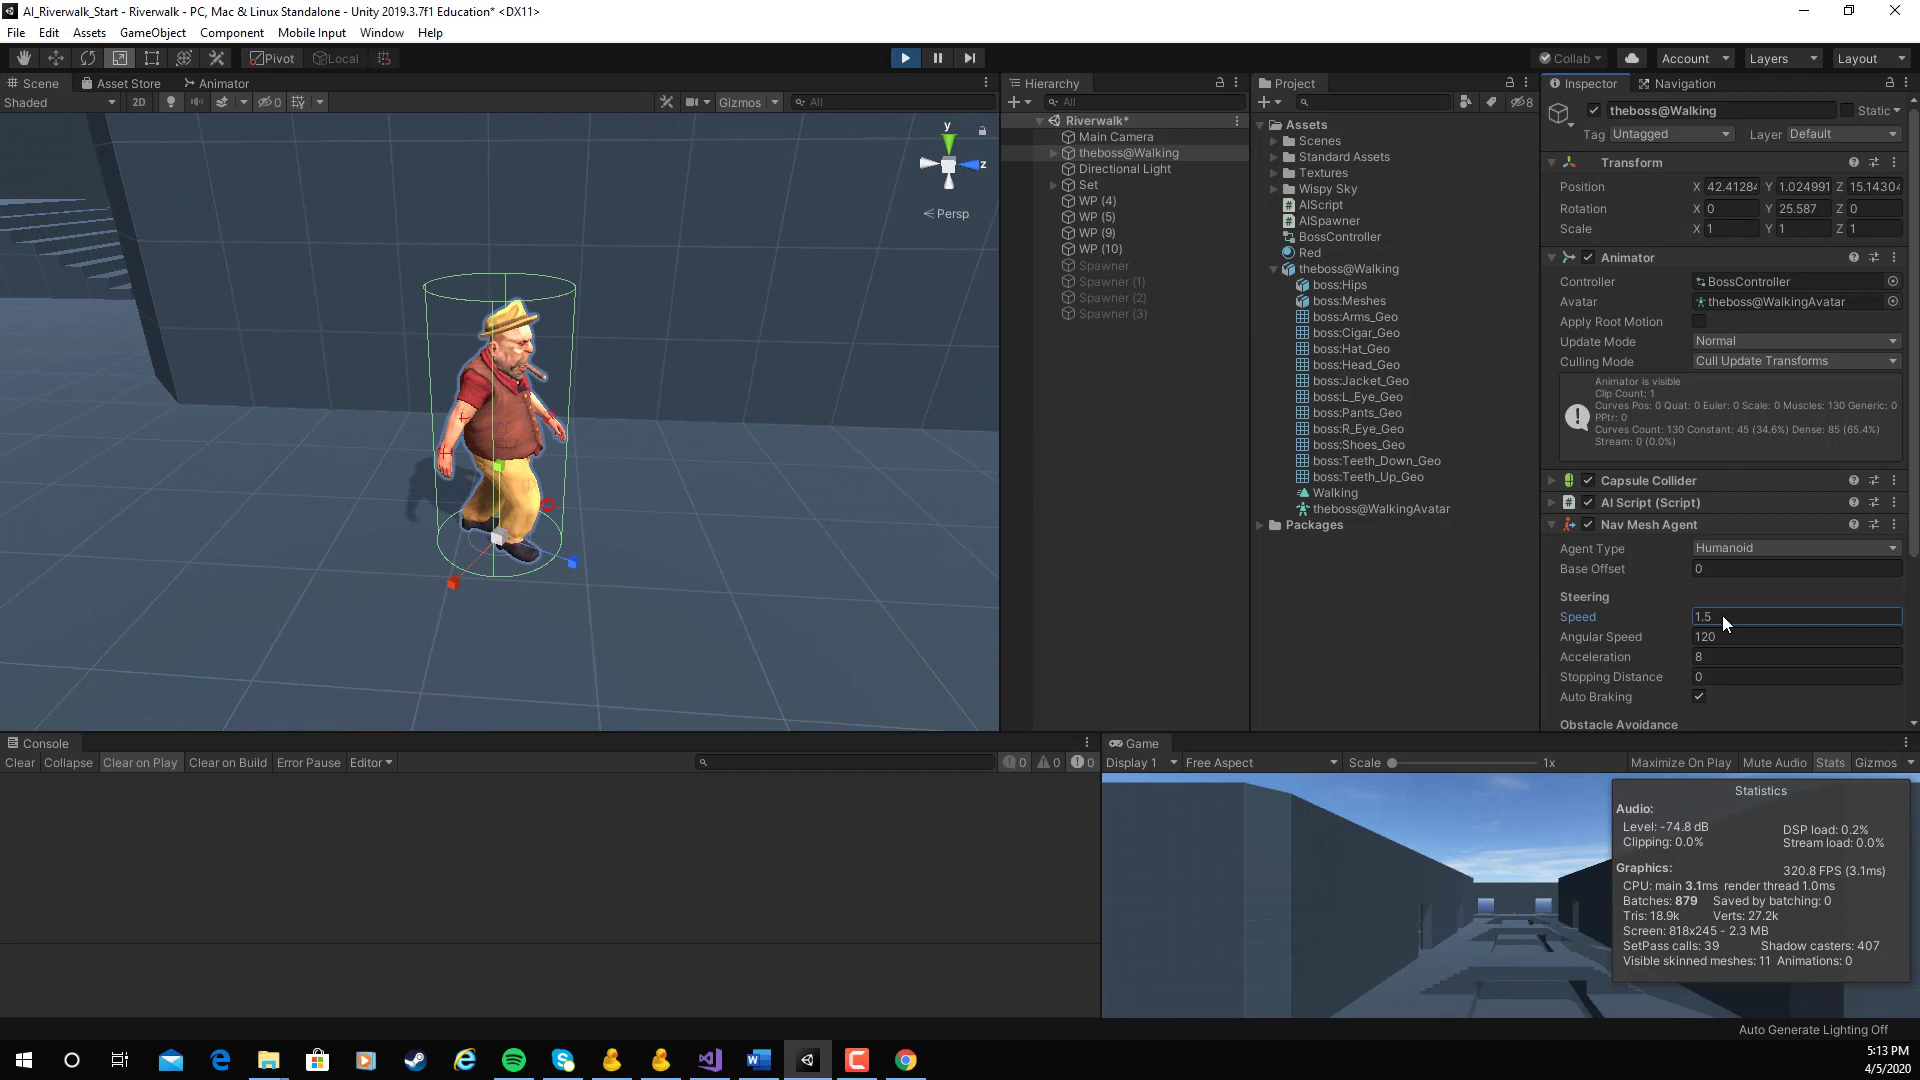 AI_Riverwalk_Start - Riverwalk - PC, Mac & Linux Standalone - Unity 2019.3.7f1 Education* <DX11>
File Edit Assets GameObject Component Mobile Input Window Help
Pivot Local Collab Account Layers Layout
Scene Asset Store Animator
Shaded 2D 0 Gizmos All
y
z
Persp
Hierarchy
All
Riverwalk*
Main Camera
theboss@Walking
Directional Light
Set
WP (4)
WP (5)
WP (9)
WP (10)
Spawner
Spawner (1)
Spawner (2)
Spawner (3)
Project
8
Assets
Scenes
Standard Assets
Textures
Wispy Sky
AIScript
AISpawner
BossController
Red
theboss@Walking
boss:Hips
boss:Meshes
boss:Arms_Geo
boss:Cigar_Geo
boss:Hat_Geo
boss:Head_Geo
boss:Jacket_Geo
boss:L_Eye_Geo
boss:Pants_Geo
boss:R_Eye_Geo
boss:Shoes_Geo
boss:Teeth_Down_Geo
boss:Teeth_Up_Geo
Walking
theboss@WalkingAvatar
Packages
Inspector Navigation
theboss@Walking Static
Tag Untagged Layer Default
Transform
Position X 42.41284 Y 1.024991 Z 15.14304
Rotation X 0 Y 25.587 Z 0
Scale X 1 Y 1 Z 1
Animator
Controller BossController
Avatar theboss@WalkingAvatar
Apply Root Motion
Update Mode Normal
Culling Mode Cull Update Transforms
Animator is visible
Clip Count: 1
Curves Pos: 0 Quat: 0 Euler: 0 Scale: 0 Muscles: 130 Generic: 0
PPtr: 0
Curves Count: 130 Constant: 45 (34.6%) Dense: 85 (65.4%)
Stream: 0 (0.0%)
Capsule Collider
AI Script (Script)
Nav Mesh Agent
Agent Type Humanoid
Base Offset 0
Steering
Speed 1.5
Angular Speed 120
Acceleration 8
Stopping Distance 0
Auto Braking
Obstacle Avoidance
Console
Clear Collapse Clear on Play Clear on Build Error Pause Editor 0 0 0
Game
Display 1 Free Aspect Scale 1x Maximize On Play Mute Audio Stats Gizmos
Statistics
Audio:
Level: -74.8 dB DSP load: 0.2%
Clipping: 0.0% Stream load: 0.0%
Graphics: 320.8 FPS (3.1ms)
CPU: main 3.1ms render thread 1.0ms
Batches: 879 Saved by batching: 0
Tris: 18.9k Verts: 27.2k
Screen: 818x245 - 2.3 MB
SetPass calls: 39 Shadow casters: 407
Visible skinned meshes: 11 Animations: 0
Auto Generate Lighting Off
5:13 PM
4/5/2020